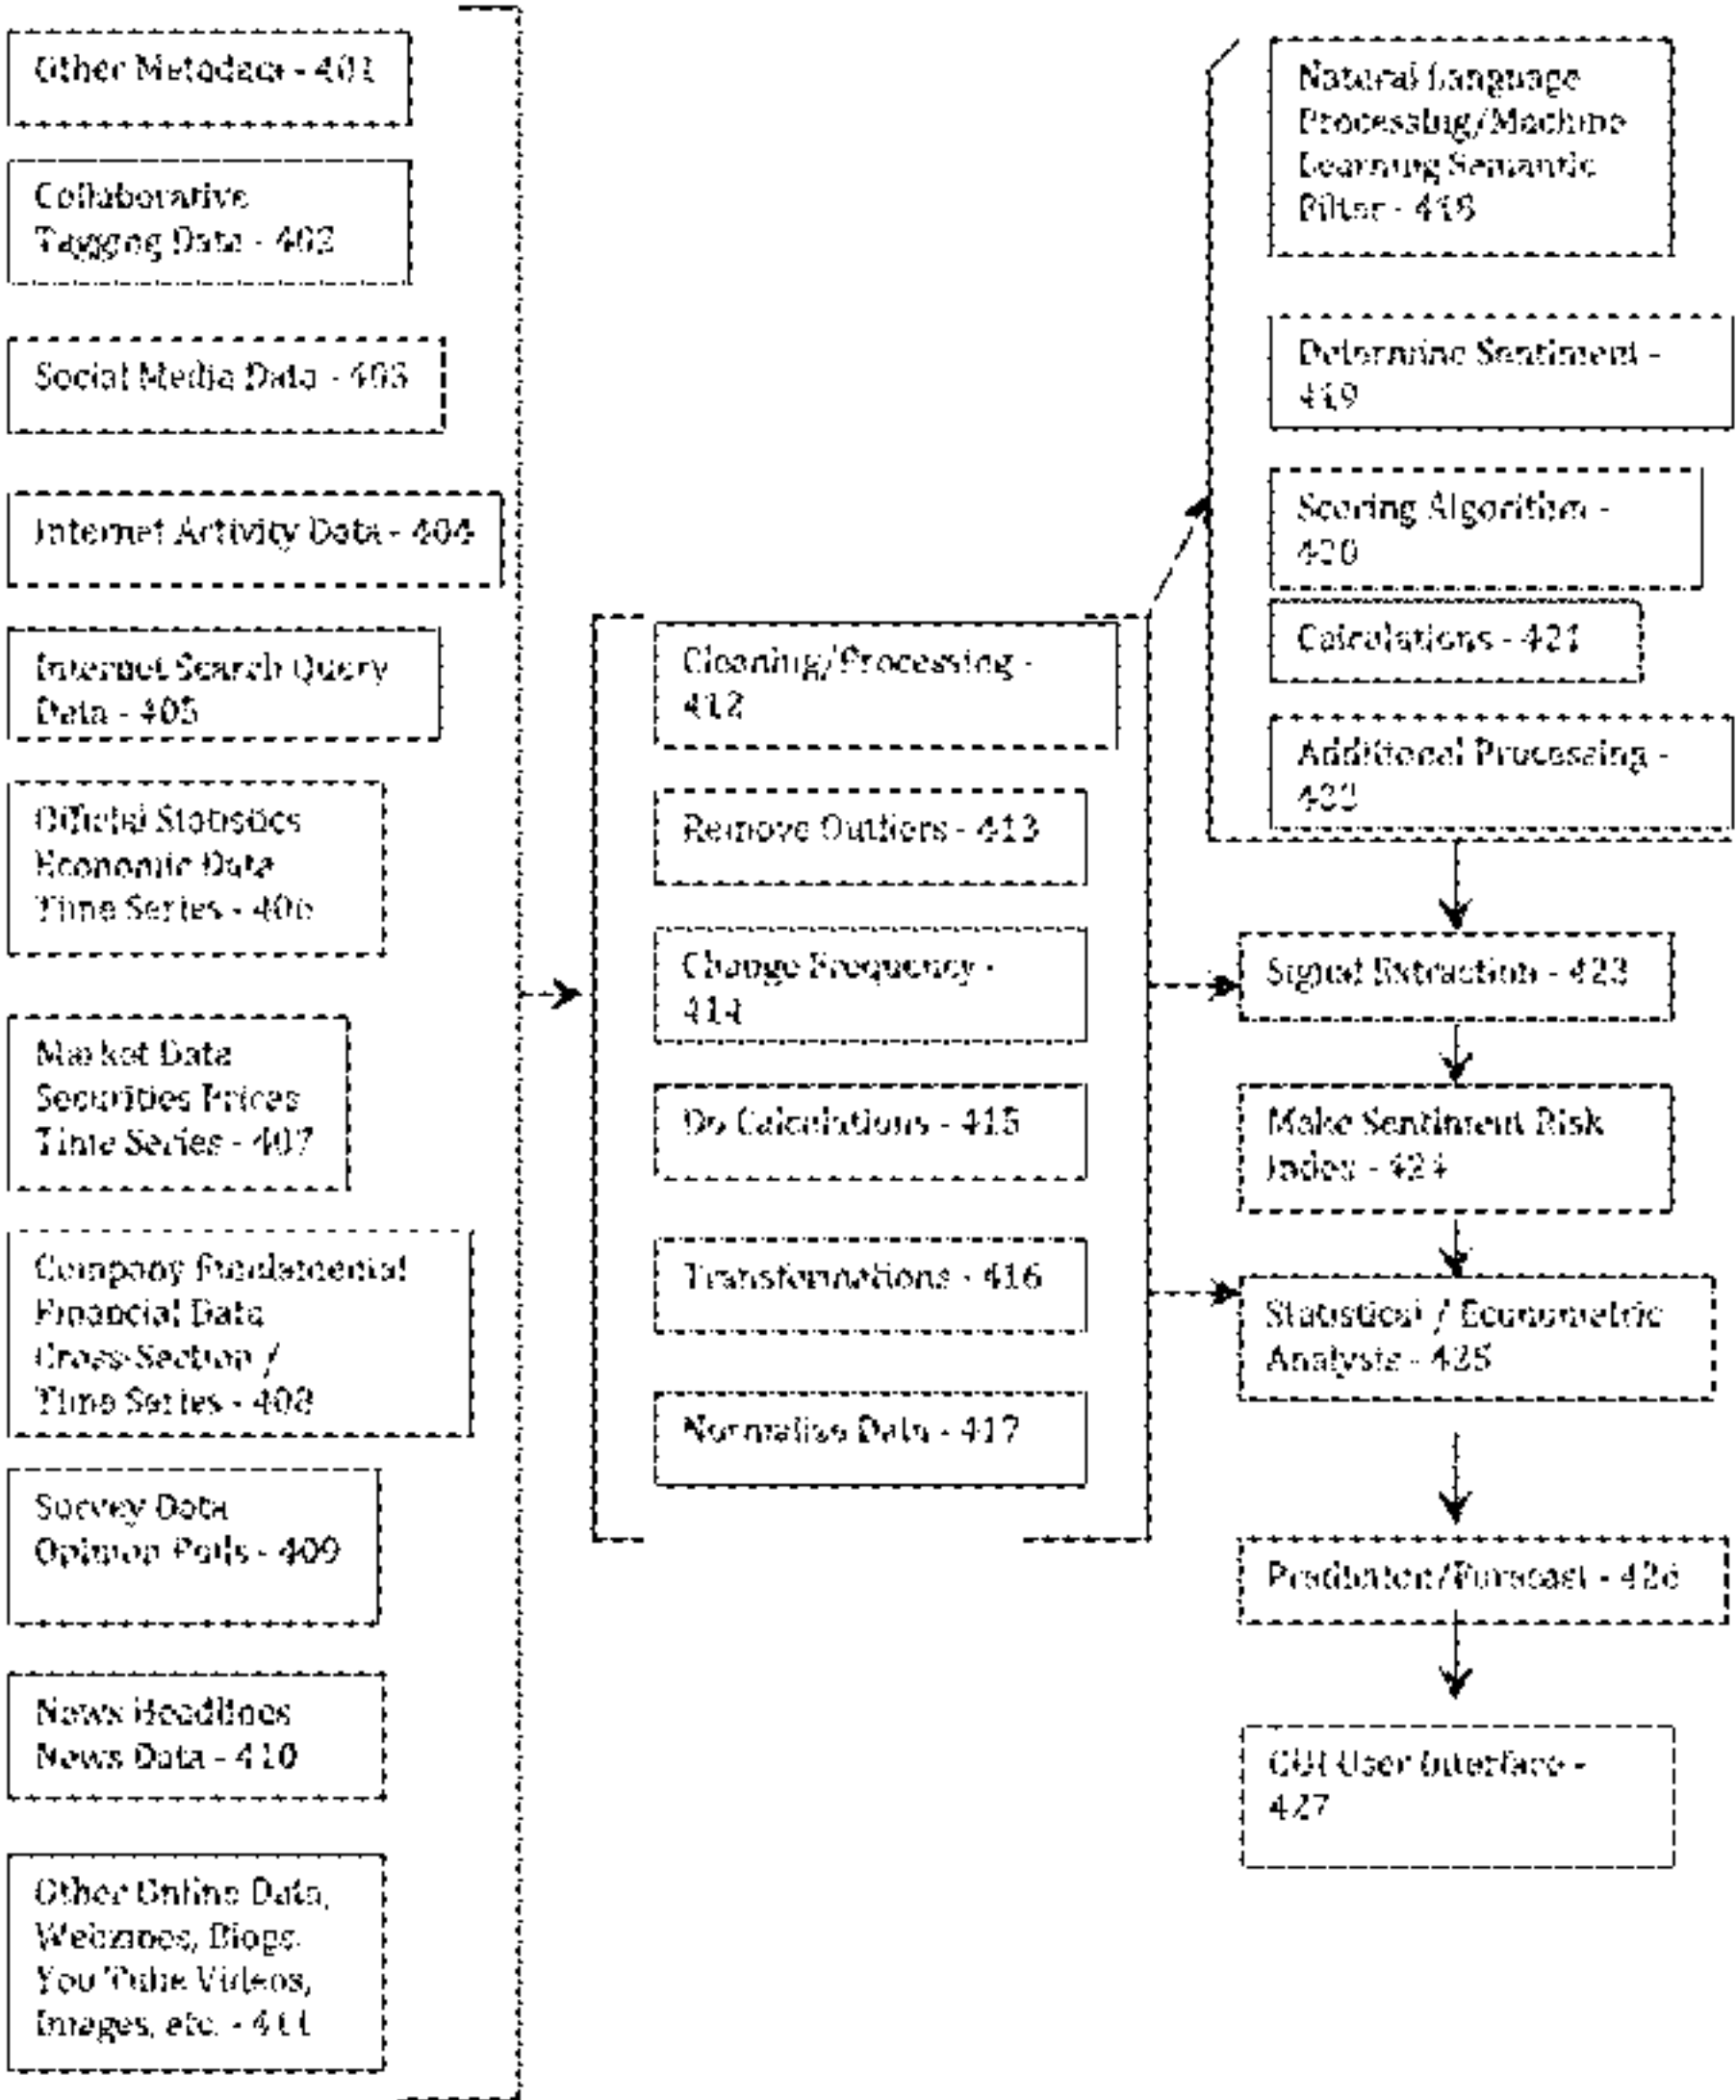 Other Metadata - 401
Collaborative
Tagging Data - 402
Social Media Data - 403
Internet Activity Data - 404
Internet Search Query
Data - 405
Official Statistics
Economic Data
Time Series - 406
Market Data
Securities Prices
Time Series - 407
Company Fundamental
Financial Data
Cross-Section /
Time Series - 408
Survey Data
Opinion Polls - 409
News Headlines
News Data - 410
Other Online Data,
Webzines, Blogs,
You Tube Videos,
Images, etc. - 411
Cleaning/Processing -
412
Remove Outliers - 413
Change Frequency -
414
Do Calculations - 415
Transformations - 416
Normalise Data - 417
Natural Language
Processing/Machine
Learning Semantic
Filter - 418
Determine Sentiment -
419
Scoring Algorithm -
420
Calculations - 421
Additional Processing -
422
Signal Extraction - 423
Make Sentiment Risk
Index - 424
Statistical / Econometric
Analysis - 425
Prediction/Forecast - 426
GUI User Interface -
427